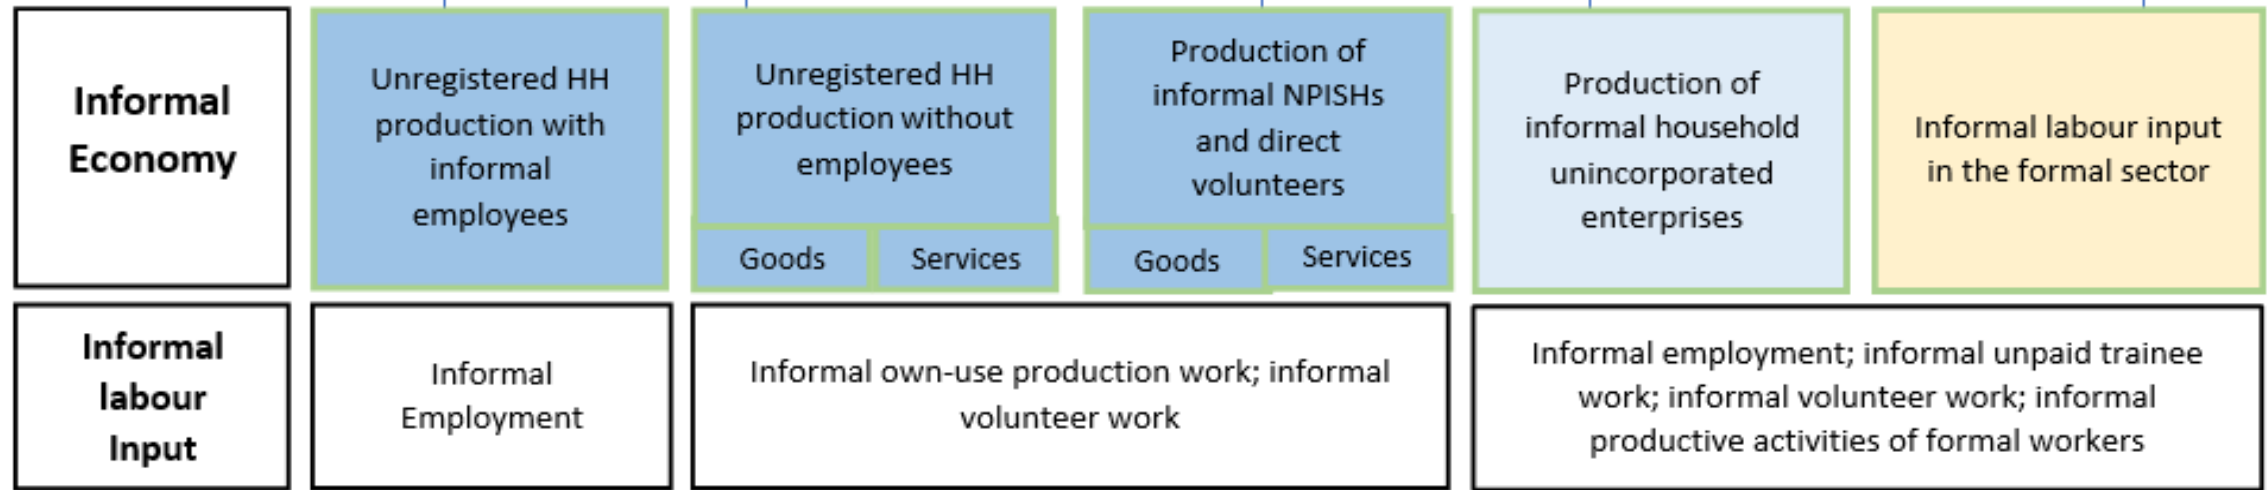 Informal
Economy
Unregistered HH
production with
informal
employees
Unregistered HH
production without
employees
Goods
Services
Production of
informal NPISHs
and direct
volunteers
Goods
Services
Production of
informal household
unincorporated
enterprises
Informal labour input
in the formal sector
Informal
labour
Input
Informal
Employment
Informal own-use production work; informal
volunteer work
Informal employment; informal unpaid trainee
work; informal volunteer work; informal
productive activities of formal workers